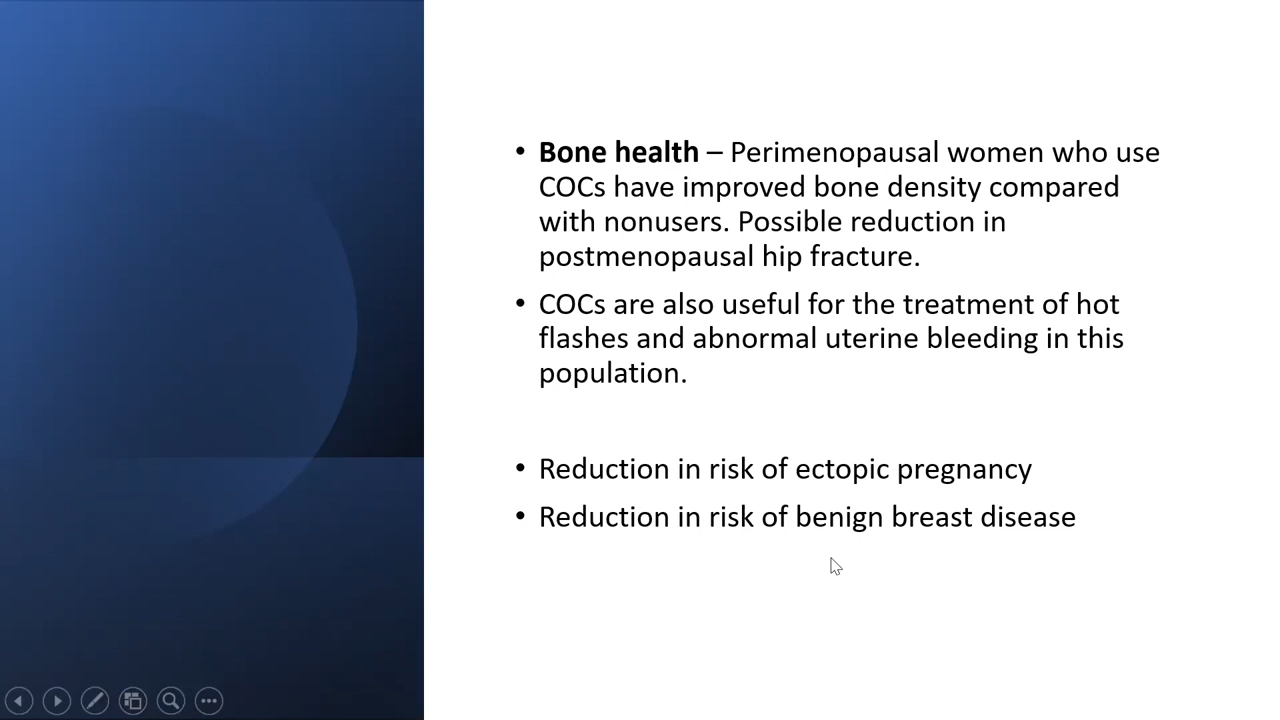 • Bone health – Perimenopausal women who use
COCs have improved bone density compared
with nonusers. Possible reduction in
postmenopausal hip fracture.
• COCs are also useful for the treatment of hot
flashes and abnormal uterine bleeding in this
population.
• Reduction in risk of ectopic pregnancy
• Reduction in risk of benign breast disease